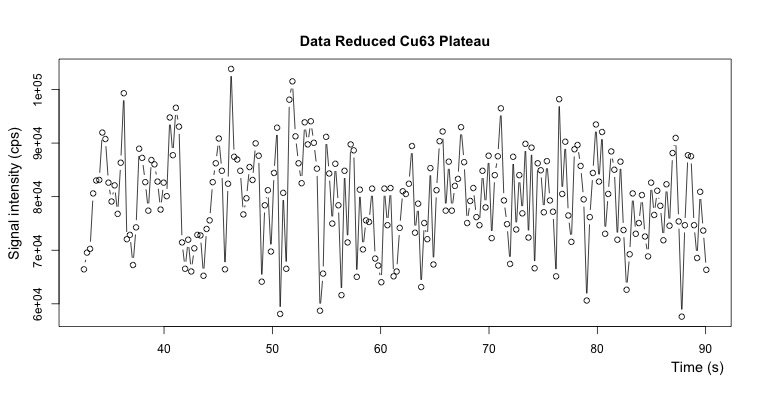 Data Reduced Cu63 Plateau
Signal intensity (cps)
1e+05
9e+04
8e+04
7e+04
6e+04
40 50 60 70 80 90
Time (s)